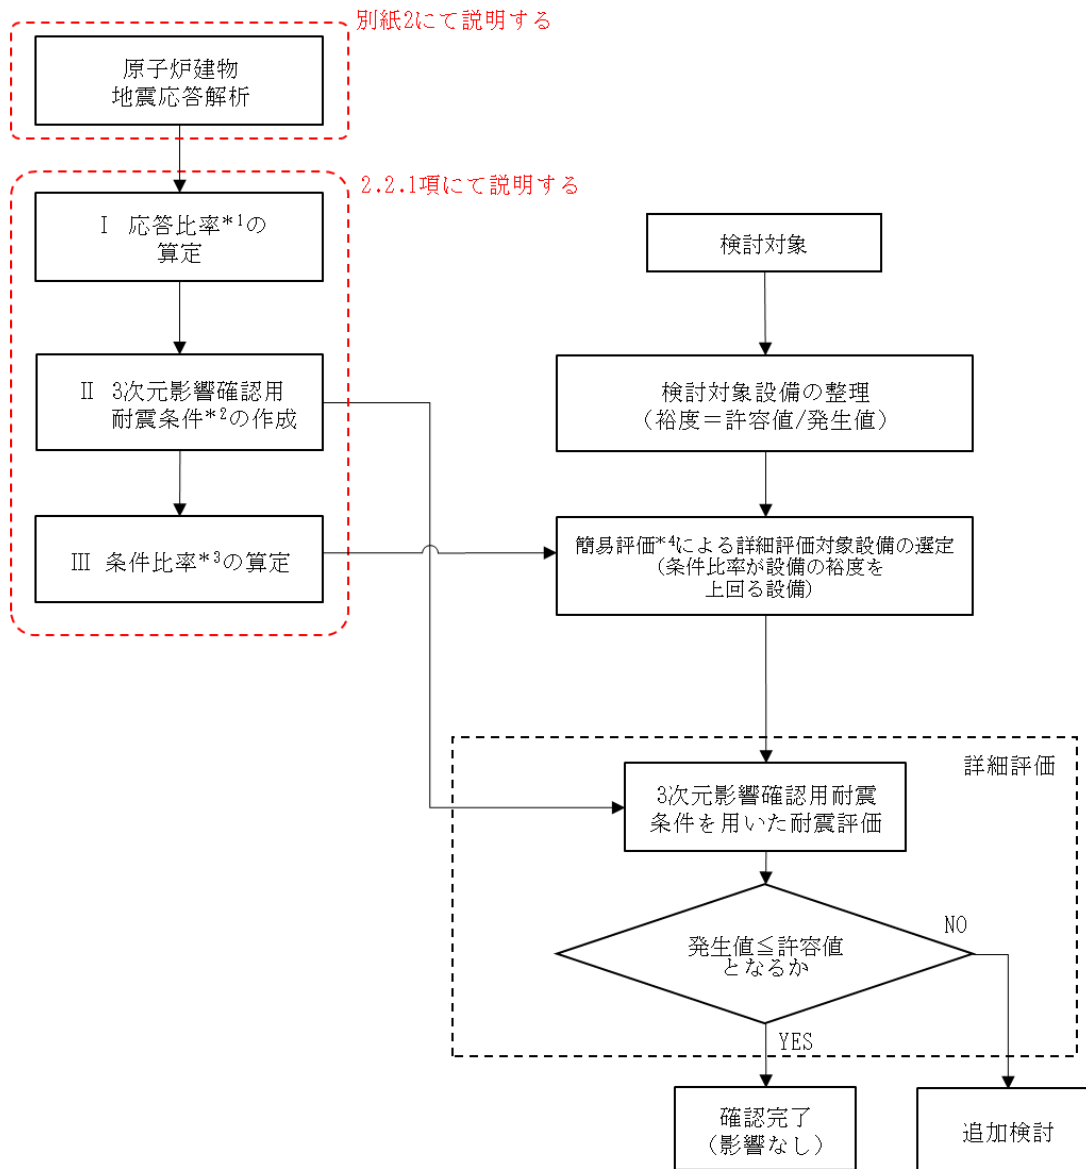 別紙2にて説明する
原子炉建物
地震応答解析
2.2.1項にて説明する
Ⅰ 応答比率*1の
算定
Ⅱ 3次元影響確認用
耐震条件*2の作成
Ⅲ 条件比率*3の算定
検討対象
検討対象設備の整理
（裕度＝許容値/発生値）
簡易評価*4による詳細評価対象設備の選定
（条件比率が設備の裕度を
上回る設備）
詳細評価
3次元影響確認用耐震
条件を用いた耐震評価
発生値≦許容値
となるか
NO
YES
確認完了
（影響なし）
追加検討